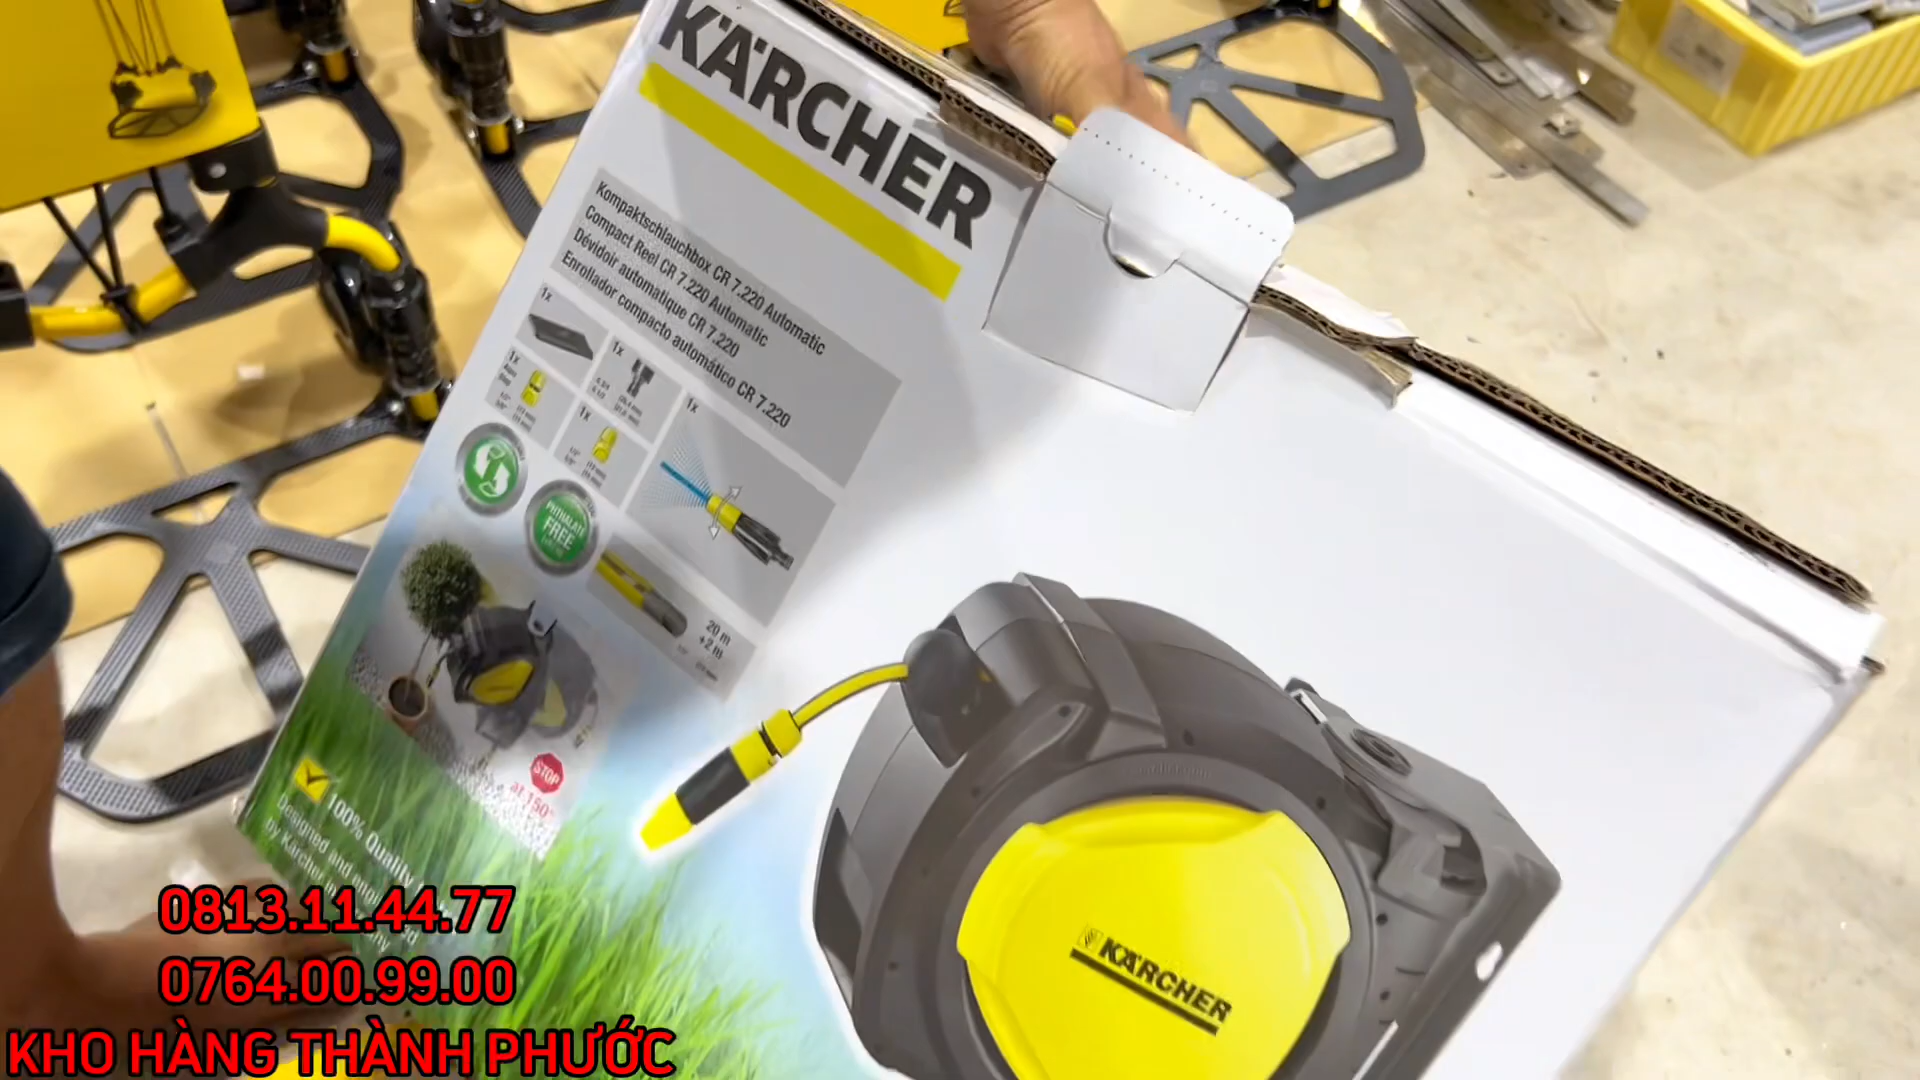 KÄRCHER
Kompaktschlauchbox CR 7.220 Automatic
Compact Reel CR 7.220 Automatic
Dévidoir automatique CR 7.220
Enrollador compacto automático CR 7.220
1x
1x
1x
1x
1x
PHTHALATE
FREE
20 m
+2 m
STOP
at 150°
100% Quality
Designed and
by Kärcher in
KÄRCHER
0813.11.44.77
0764.00.99.00
KHO HÀNG THÀNH PHƯỚC